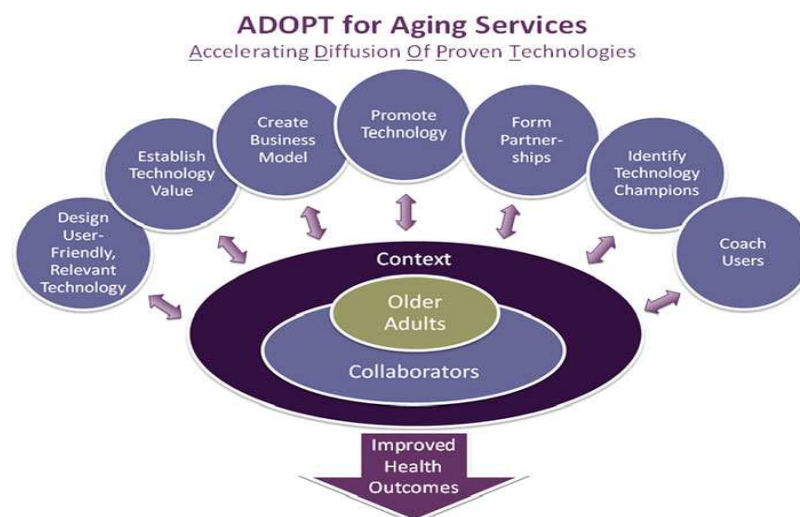 ADOPT for Aging Services
Accelerating Diffusion Of Proven Technologies
Design
User-
Friendly,
Relevant
Technology
Establish
Technology
Value
Create
Business
Model
Promote
Technology
Form
Partner-
ships
Identify
Technology
Champions
Coach
Users
Context
Older
Adults
Collaborators
Improved
Health
Outcomes